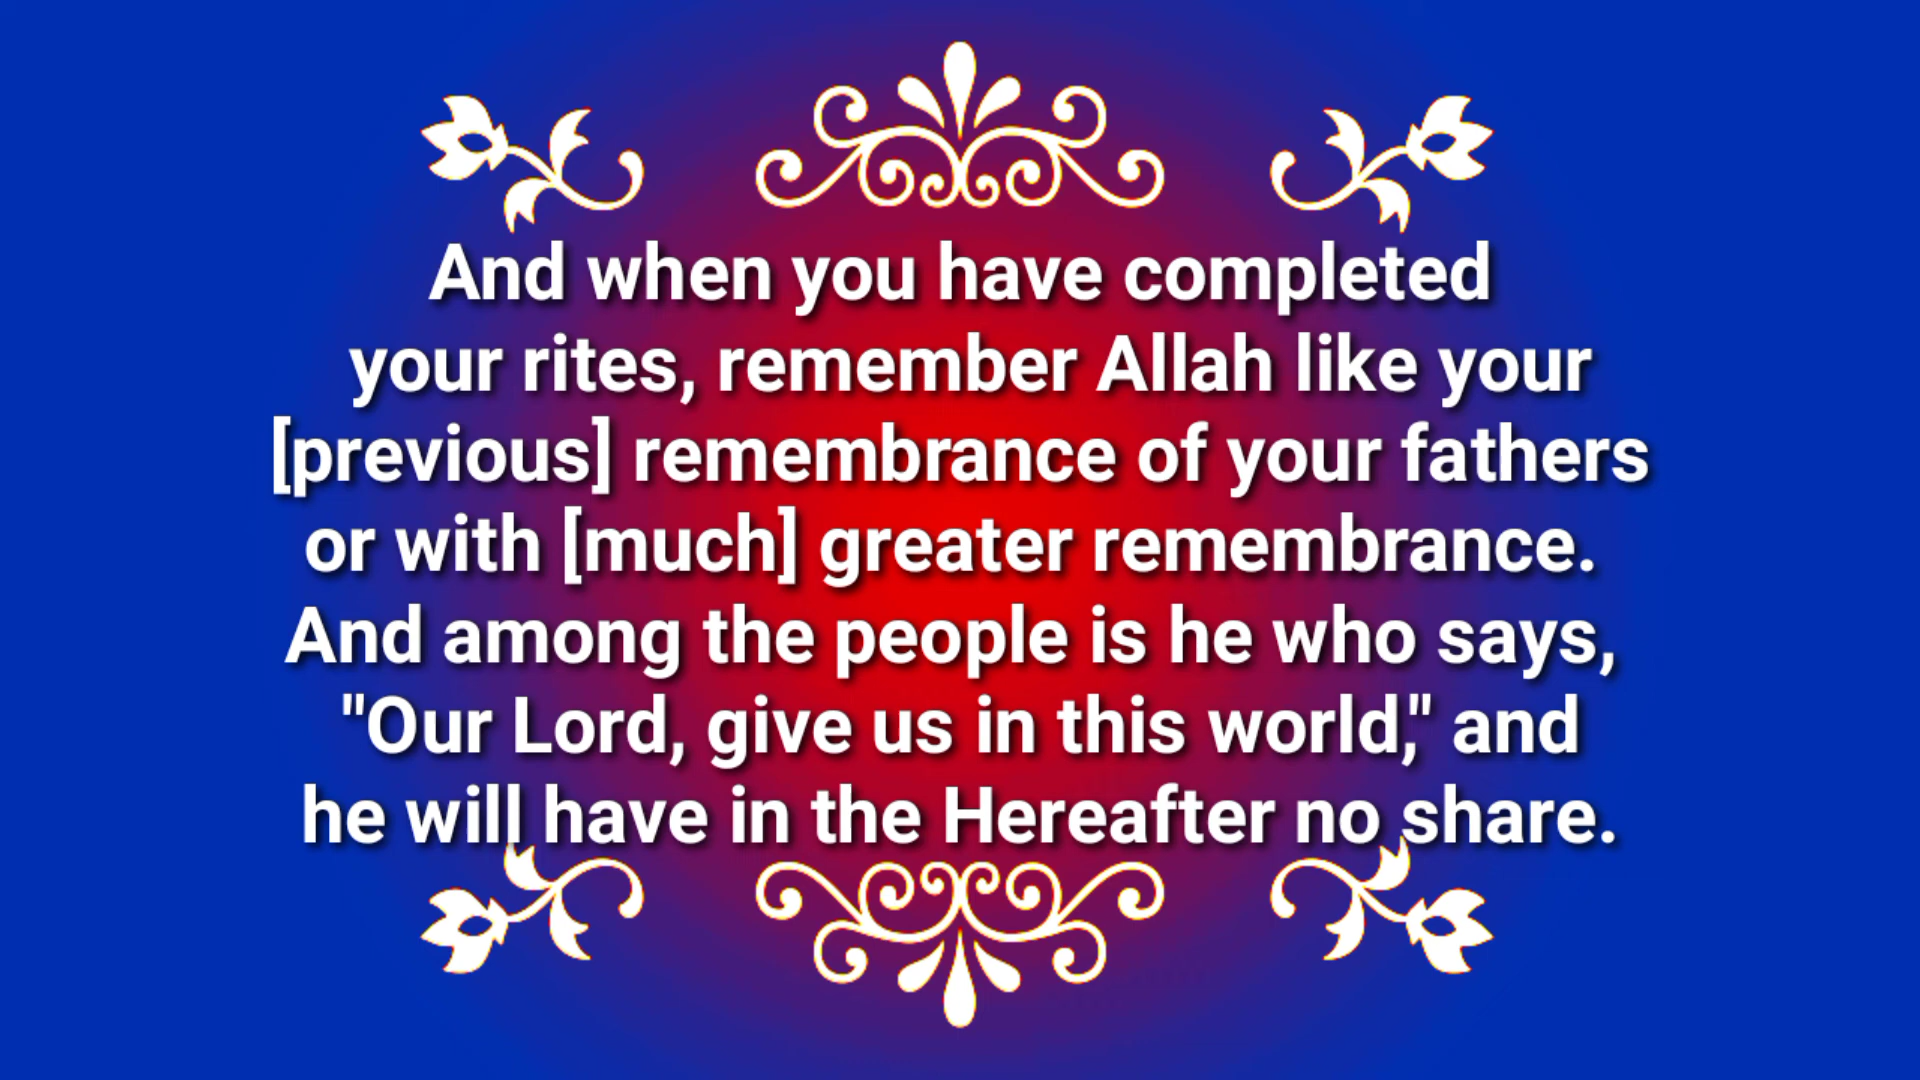 And when you have completed
your rites, remember Allah like your
[previous] remembrance of your fathers
or with [much] greater remembrance.
And among the people is he who says,
"Our Lord, give us in this world," and
he will have in the Hereafter no share.